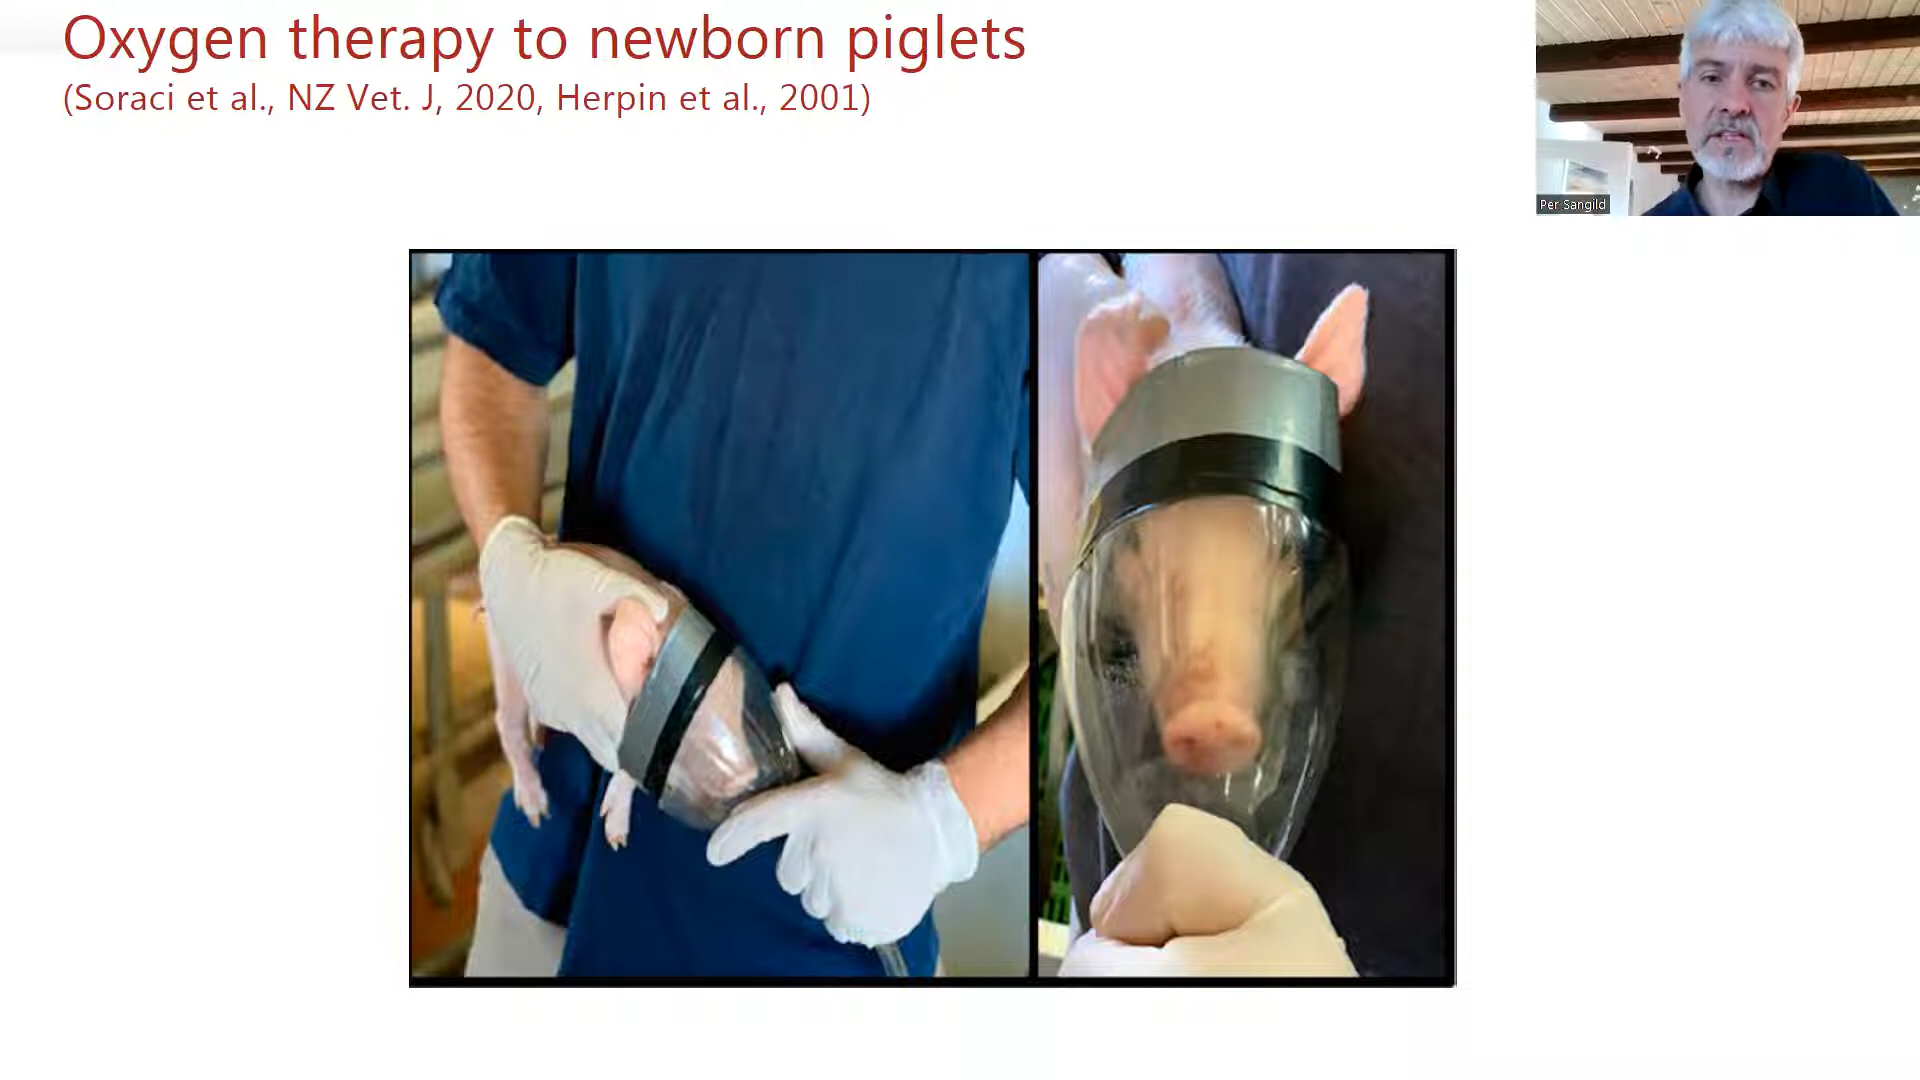 Oxygen therapy to newborn piglets
(Soraci et al., NZ Vet. J, 2020, Herpin et al., 2001)
Per Sangild